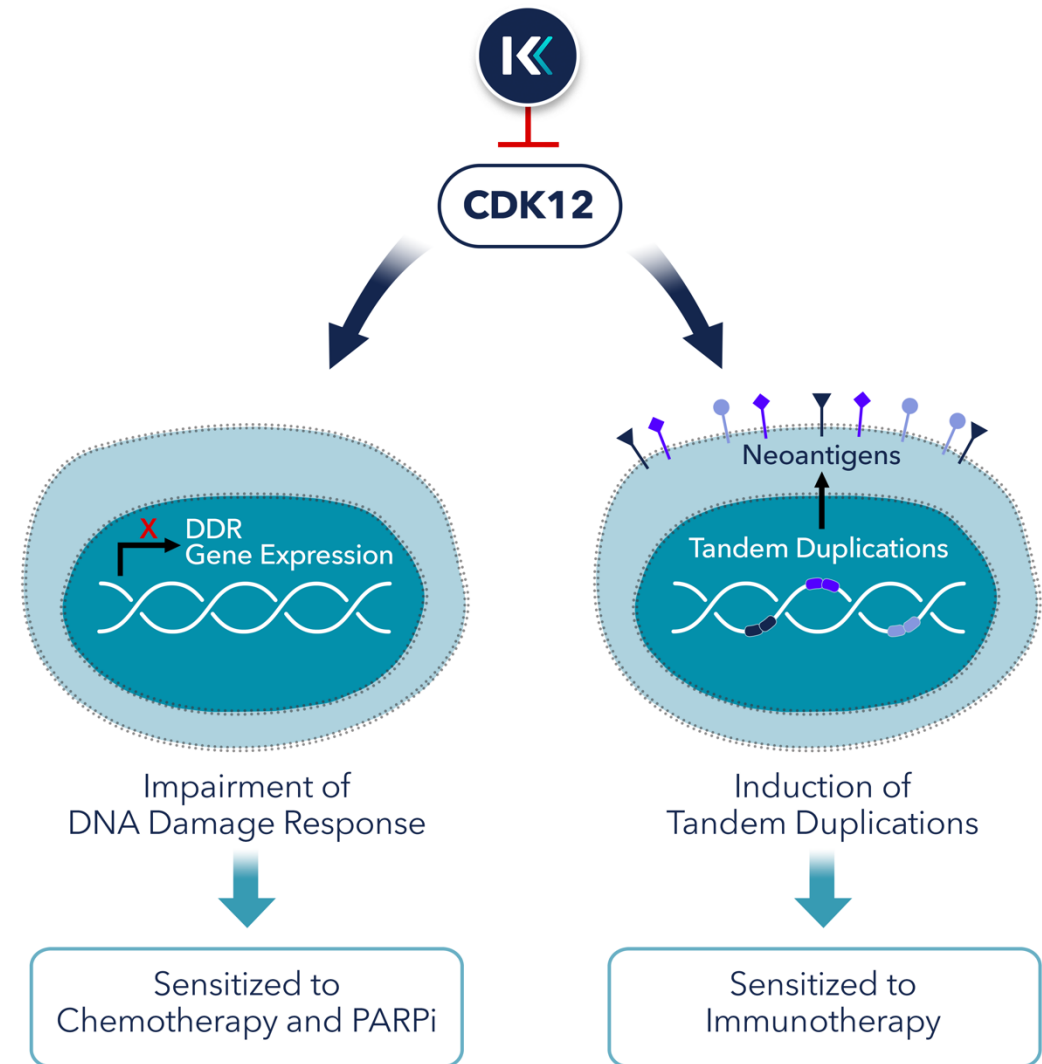 CDK12
X
DDR
Gene Expression
Impairment of
DNA Damage Response
Sensitized to
Chemotherapy and PARPi
Neoantigens
Tandem Duplications
Induction of
Tandem Duplications
Sensitized to
Immunotherapy